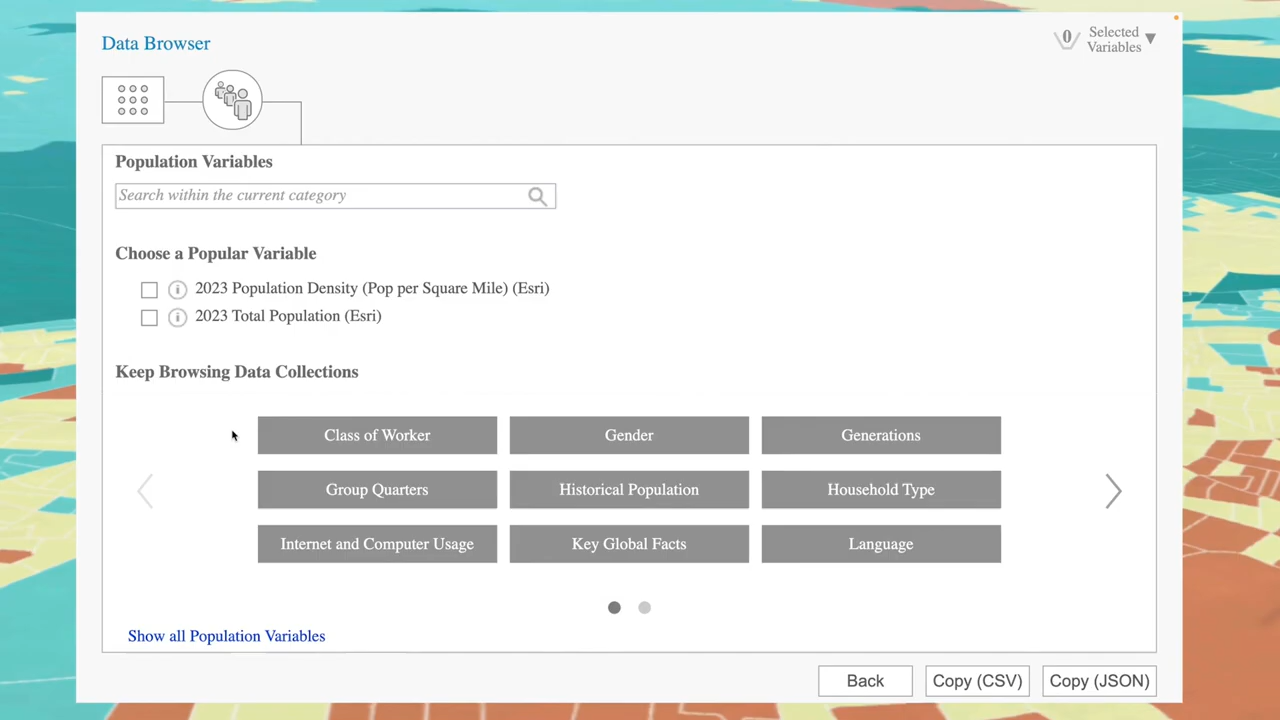 Data Browser
0
Selected
Variables
Population Variables
Search within the current category
Choose a Popular Variable
2023 Population Density (Pop per Square Mile) (Esri)
2023 Total Population (Esri)
Keep Browsing Data Collections
Class of Worker
Gender
Generations
Group Quarters
Historical Population
Household Type
Internet and Computer Usage
Key Global Facts
Language
Show all Population Variables
Back
Copy (CSV)
Copy (JSON)